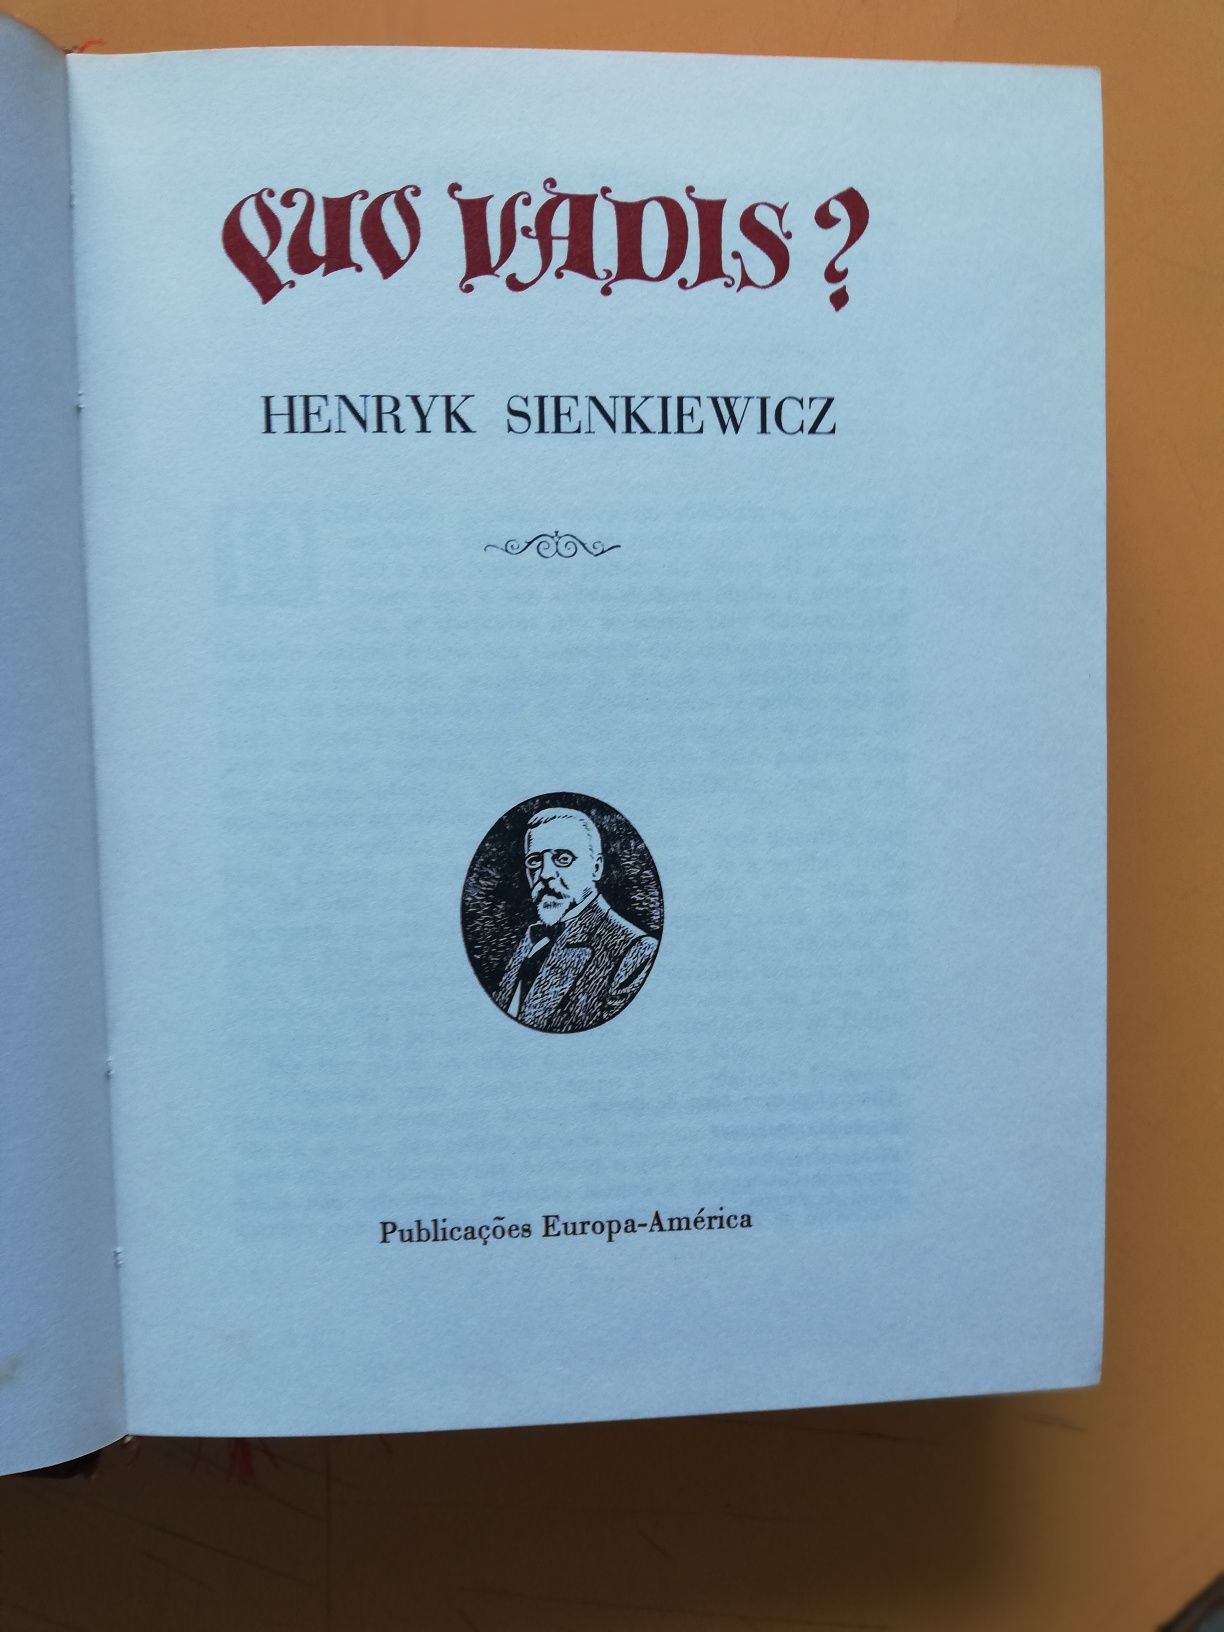 QUO VADIS?
HENRYK SIENKIEWICZ
Publicações Europa-América